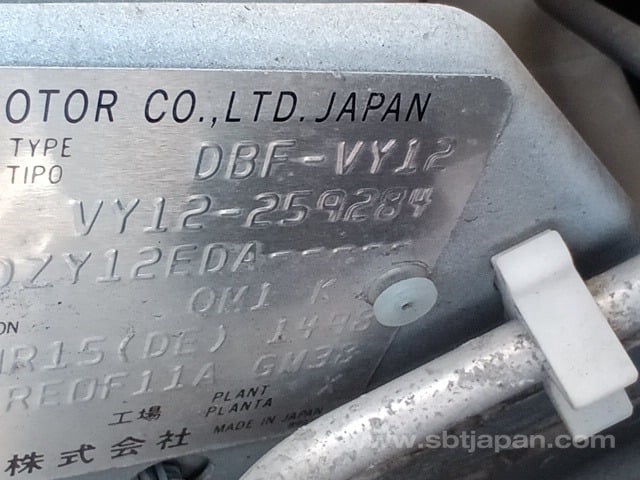 OTOR CO.,LTD. JAPAN
TYPE
TIPO
DBF-VY12
VY12-259284
DZY12EDA-----
QM1 K
ON
HR15(DE) 1498
RE0F11A GM38
工場 PLANT
PLANTA
MADE IN JAPAN
株式会社
www.sbtjapan.com